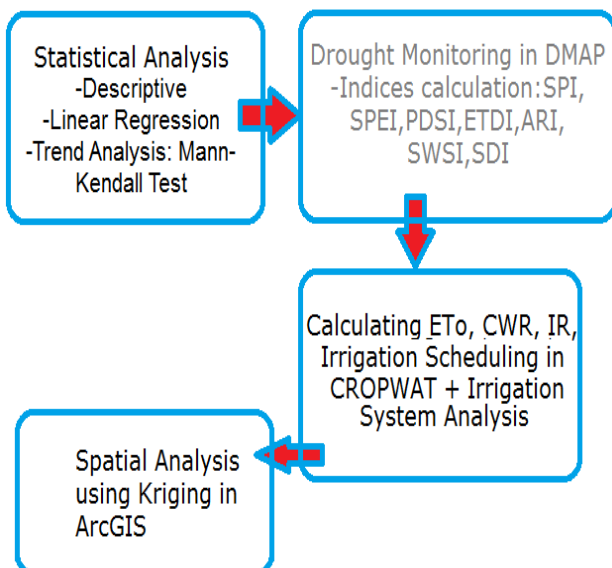 Statistical Analysis
-Descriptive
-Linear Regression
-Trend Analysis: Mann-
Kendall Test
Drought Monitoring in DMAP
-Indices calculation:SPI,
SPEI,PDSI,ETDI,ARI,
SWSI,SDI
Calculating ETo, CWR, IR,
Irrigation Scheduling in
CROPWAT + Irrigation
System Analysis
Spatial Analysis
using Kriging in
ArcGIS